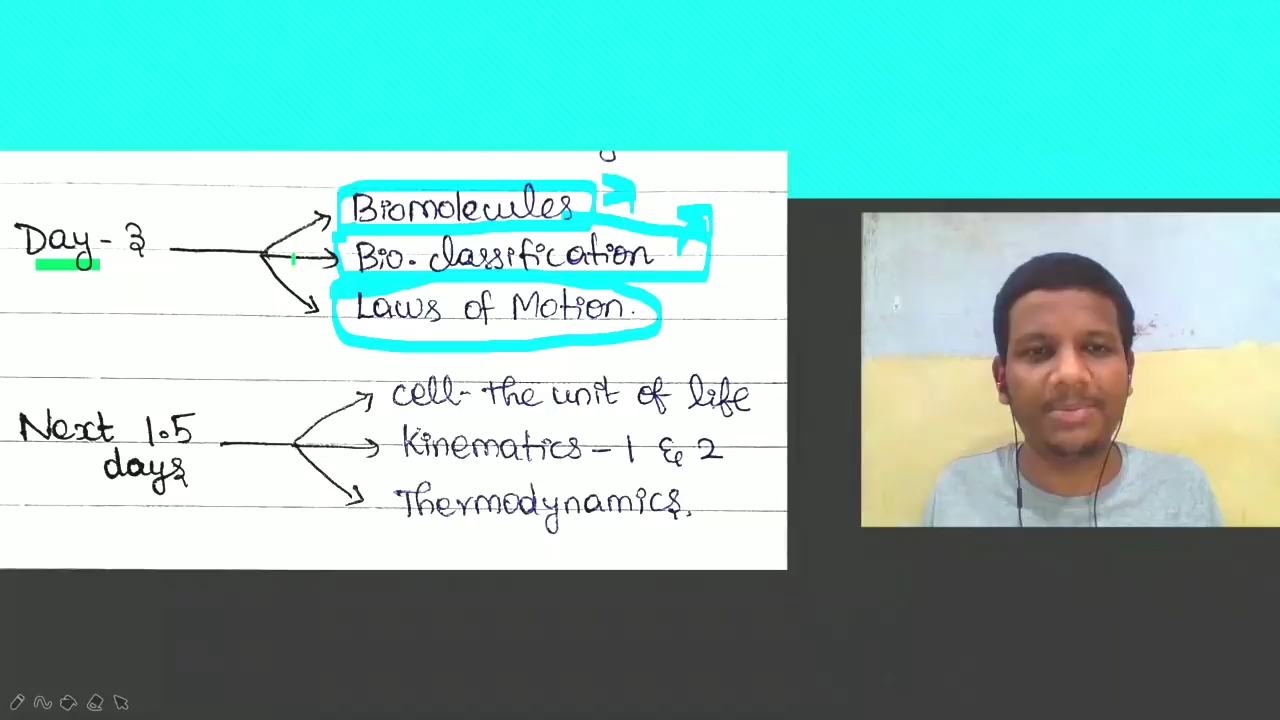 Biomolecules
Day - 3
Bio. classification
Laws of Motion.
cell - the unit of life
Next 1.5
days
Kinematics - 1 & 2
Thermodynamics.